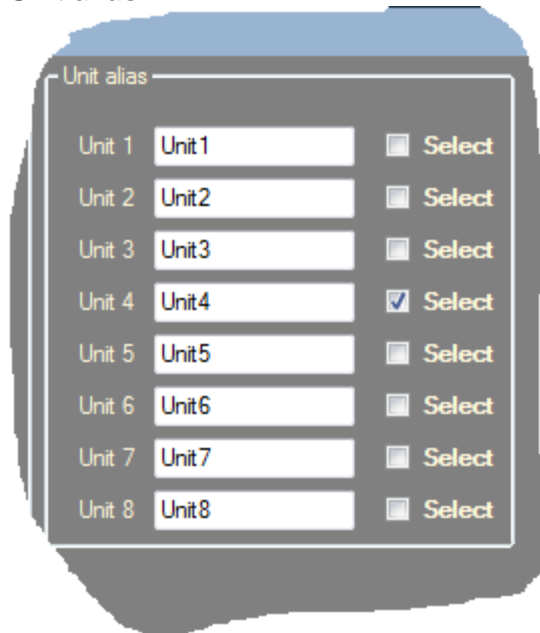 Unit alias
Unit 1 Unit1 Select
Unit 2 Unit2 Select
Unit 3 Unit3 Select
Unit 4 Unit4 Select
Unit 5 Unit5 Select
Unit 6 Unit6 Select
Unit 7 Unit7 Select
Unit 8 Unit8 Select